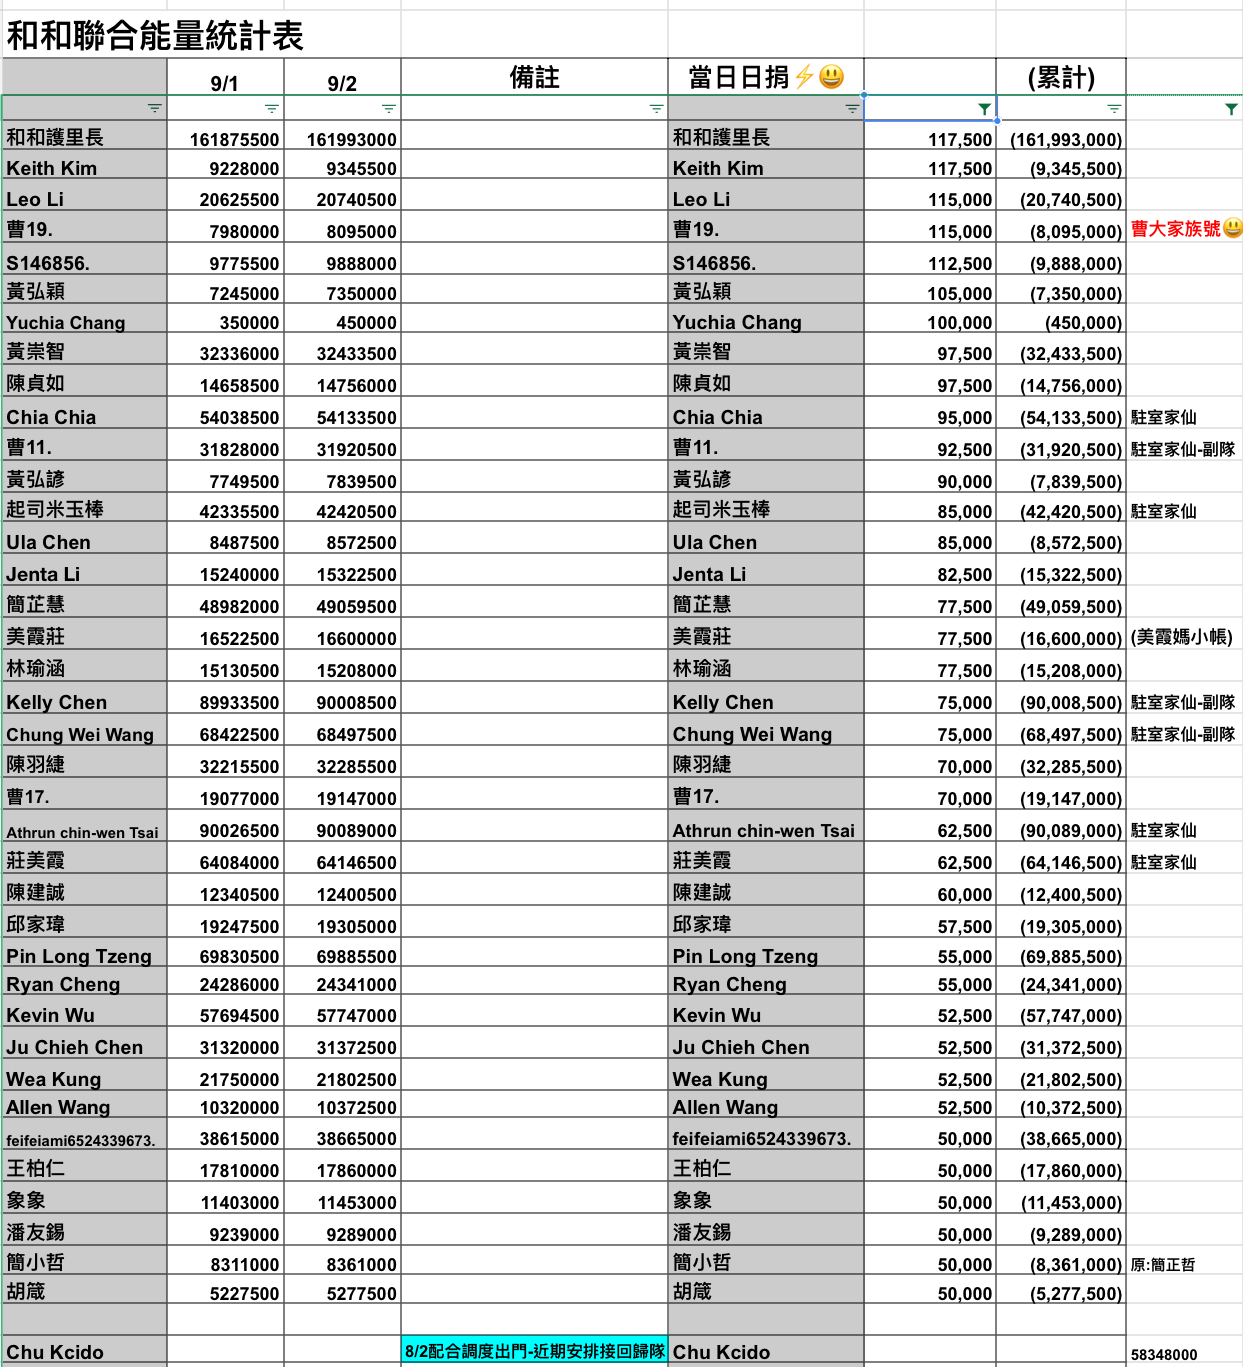 和和聯合能量統計表
9/1 9/2 備註 當日日捐⚡😃 (累計)
和和護里長 161875500 161993000 和和護里長 117,500 (161,993,000)
Keith Kim 9228000 9345500 Keith Kim 117,500 (9,345,500)
Leo Li 20625500 20740500 Leo Li 115,000 (20,740,500)
曹19. 7980000 8095000 曹19. 115,000 (8,095,000) 曹大家族號😃
S146856. 9775500 9888000 S146856. 112,500 (9,888,000)
黃弘穎 7245000 7350000 黃弘穎 105,000 (7,350,000)
Yuchia Chang 350000 450000 Yuchia Chang 100,000 (450,000)
黃崇智 32336000 32433500 黃崇智 97,500 (32,433,500)
陳貞如 14658500 14756000 陳貞如 97,500 (14,756,000)
Chia Chia 54038500 54133500 Chia Chia 95,000 (54,133,500) 駐室家仙
曹11. 31828000 31920500 曹11. 92,500 (31,920,500) 駐室家仙-副隊
黃弘諺 7749500 7839500 黃弘諺 90,000 (7,839,500)
起司米玉棒 42335500 42420500 起司米玉棒 85,000 (42,420,500) 駐室家仙
Ula Chen 8487500 8572500 Ula Chen 85,000 (8,572,500)
Jenta Li 15240000 15322500 Jenta Li 82,500 (15,322,500)
簡芷慧 48982000 49059500 簡芷慧 77,500 (49,059,500)
美霞莊 16522500 16600000 美霞莊 77,500 (16,600,000) (美霞媽小帳)
林瑜涵 15130500 15208000 林瑜涵 77,500 (15,208,000)
Kelly Chen 89933500 90008500 Kelly Chen 75,000 (90,008,500) 駐室家仙-副隊
Chung Wei Wang 68422500 68497500 Chung Wei Wang 75,000 (68,497,500) 駐室家仙-副隊
陳羽緁 32215500 32285500 陳羽緁 70,000 (32,285,500)
曹17. 19077000 19147000 曹17. 70,000 (19,147,000)
Athrun chin-wen Tsai 90026500 90089000 Athrun chin-wen Tsai 62,500 (90,089,000) 駐室家仙
莊美霞 64084000 64146500 莊美霞 62,500 (64,146,500) 駐室家仙
陳建誠 12340500 12400500 陳建誠 60,000 (12,400,500)
邱家瑋 19247500 19305000 邱家瑋 57,500 (19,305,000)
Pin Long Tzeng 69830500 69885500 Pin Long Tzeng 55,000 (69,885,500)
Ryan Cheng 24286000 24341000 Ryan Cheng 55,000 (24,341,000)
Kevin Wu 57694500 57747000 Kevin Wu 52,500 (57,747,000)
Ju Chieh Chen 31320000 31372500 Ju Chieh Chen 52,500 (31,372,500)
Wea Kung 21750000 21802500 Wea Kung 52,500 (21,802,500)
Allen Wang 10320000 10372500 Allen Wang 52,500 (10,372,500)
feifeiami6524339673. 38615000 38665000 feifeiami6524339673. 50,000 (38,665,000)
王柏仁 17810000 17860000 王柏仁 50,000 (17,860,000)
象象 11403000 11453000 象象 50,000 (11,453,000)
潘友錫 9239000 9289000 潘友錫 50,000 (9,289,000)
簡小哲 8311000 8361000 簡小哲 50,000 (8,361,000) 原:簡正哲
胡箴 5227500 5277500 胡箴 50,000 (5,277,500)
Chu Kcido 8/2配合調度出門-近期安排接回歸隊 Chu Kcido 58348000